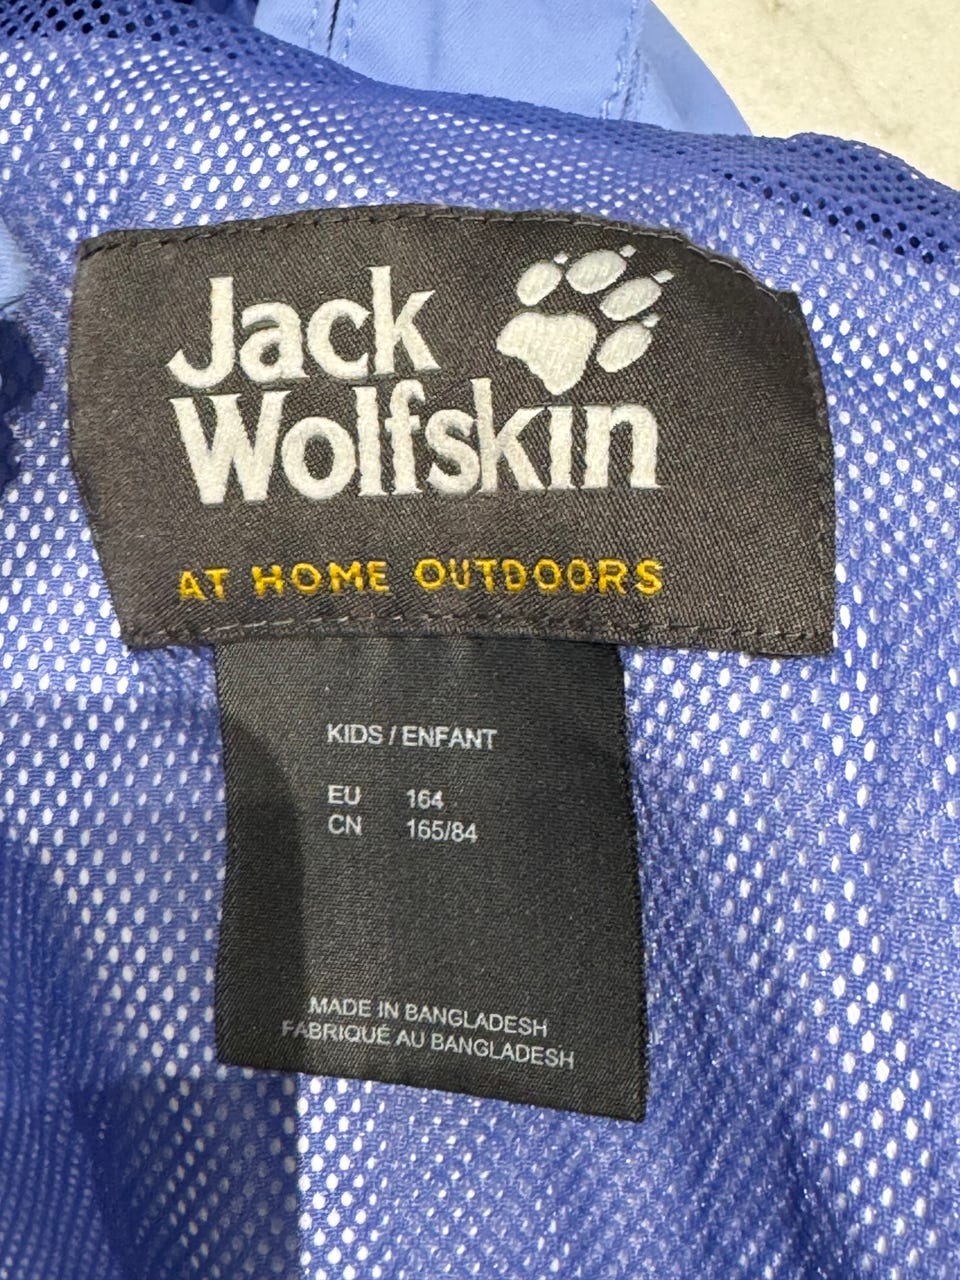 Jack
Wolfskin
AT HOME OUTDOORS
KIDS / ENFANT
EU 164
CN 165/84
MADE IN BANGLADESH
FABRIQUÉ AU BANGLADESH